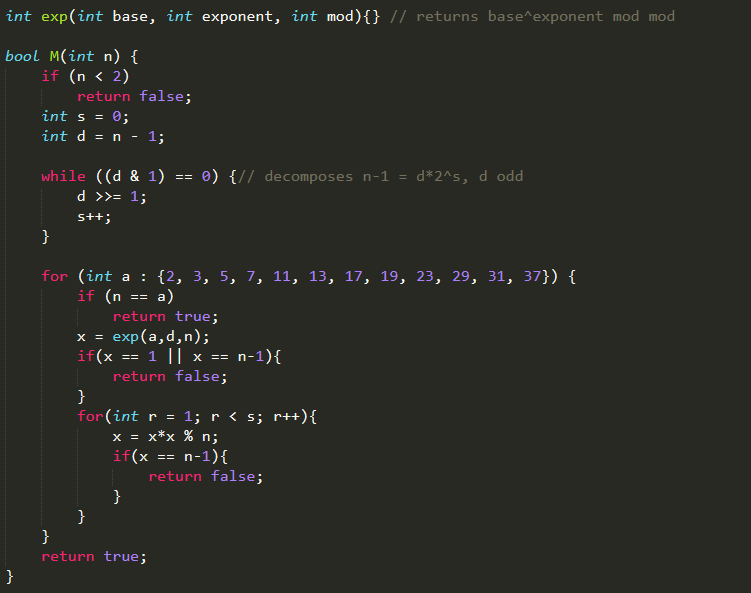 int exp(int base, int exponent, int mod){} // returns base^exponent mod mod
bool M(int n) {
    if (n < 2)
        return false;
    int s = 0;
    int d = n - 1;
    while ((d & 1) == 0) {// decomposes n-1 = d*2^s, d odd
        d >>= 1;
        s++;
    }
    for (int a : {2, 3, 5, 7, 11, 13, 17, 19, 23, 29, 31, 37}) {
        if (n == a)
            return true;
        x = exp(a,d,n);
        if(x == 1 || x == n-1){
            return false;
        }
        for(int r = 1; r < s; r++){
            x = x*x % n;
            if(x == n-1){
                return false;
            }
        }
    }
    return true;
}